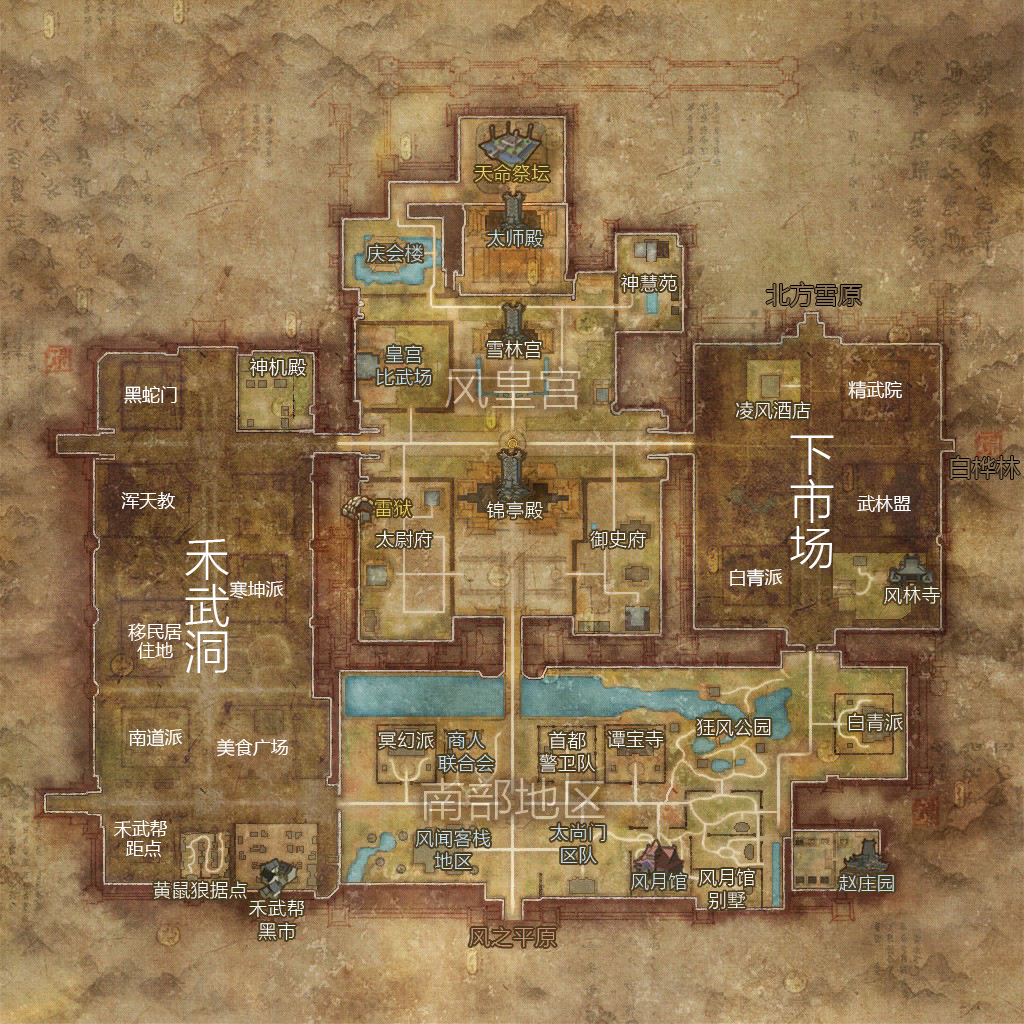 天命祭坛
太师殿
庆会楼
神慧苑
北方雪原
雪林宫
皇宫
比武场
风皇宫
黑蛇门
神机殿
凌风酒店
精武院
下市场
白桦林
浑天教
雷狱
太尉府
锦亭殿
御史府
武林盟
白青派
风林寺
禾武洞
寒坤派
移民居
住地
南道派
美食广场
冥幻派
商人
联合会
首都
警卫队
谭宝寺
狂风公园
白青派
南部地区
禾武帮
距点
风闻客栈
地区
太尚门
区队
黄鼠狼据点
禾武帮
黑市
风月馆
风月馆
别墅
赵庄园
风之平原